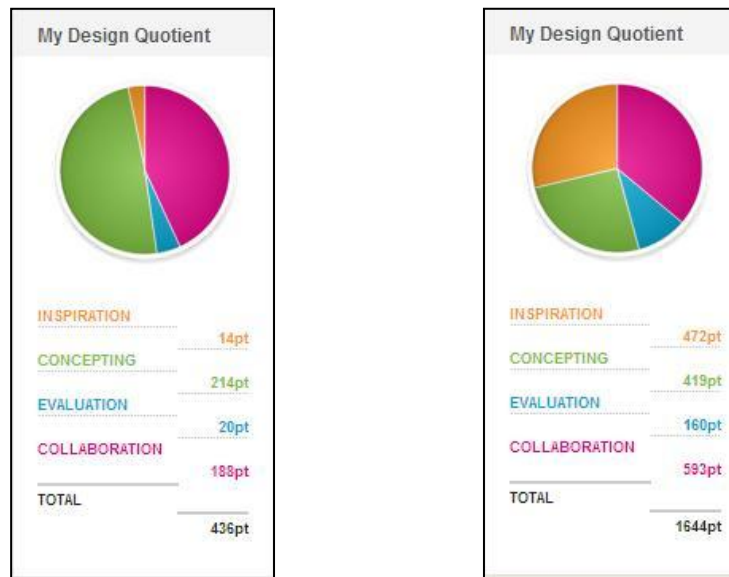 My Design Quotient
INSPIRATION
14pt
CONCEPTING
214pt
EVALUATION
20pt
COLLABORATION
188pt
TOTAL
436pt
My Design Quotient
INSPIRATION
472pt
CONCEPTING
419pt
EVALUATION
160pt
COLLABORATION
593pt
TOTAL
1644pt